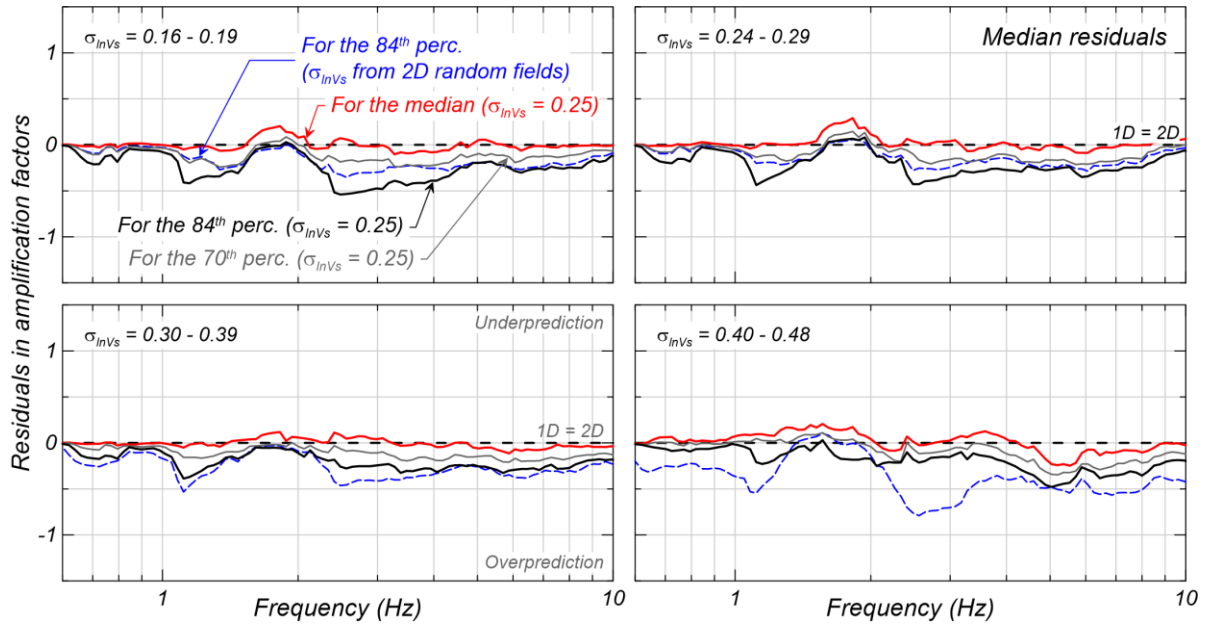 σlnVs = 0.16 - 0.19
For the 84th perc.
(σlnVs from 2D random fields)
For the median (σlnVs = 0.25)
For the 84th perc. (σlnVs = 0.25)
For the 70th perc. (σlnVs = 0.25)
1
0
-1
σlnVs = 0.24 - 0.29
Median residuals
1D = 2D
Residuals in amplification factors
σlnVs = 0.30 - 0.39
Underprediction
1D = 2D
Overprediction
1
0
-1
1
10
Frequency (Hz)
σlnVs = 0.40 - 0.48
1
10
Frequency (Hz)